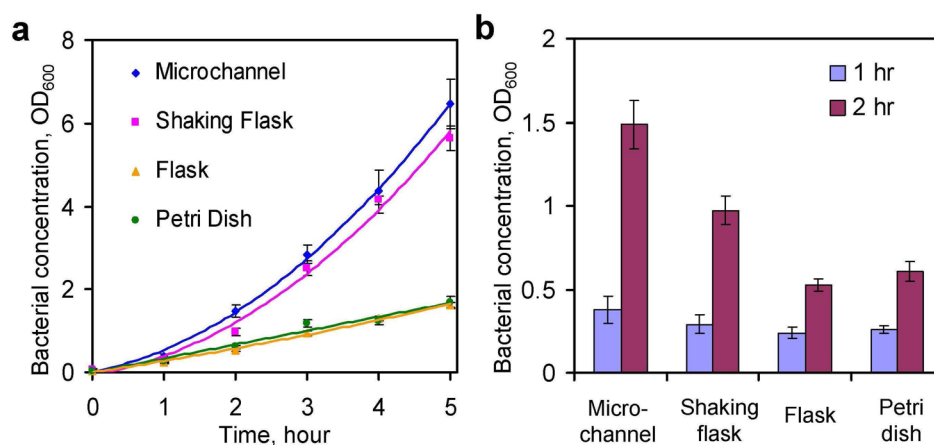 a
Bacterial concentration, OD600
8
6
4
2
0
Microchannel
Shaking Flask
Flask
Petri Dish
0 1 2 3 4 5
Time, hour
b
Bacterial concentration, OD600
2
1.5
1
0.5
0
1 hr
2 hr
Micro-
channel
Shaking
flask
Flask
Petri
dish